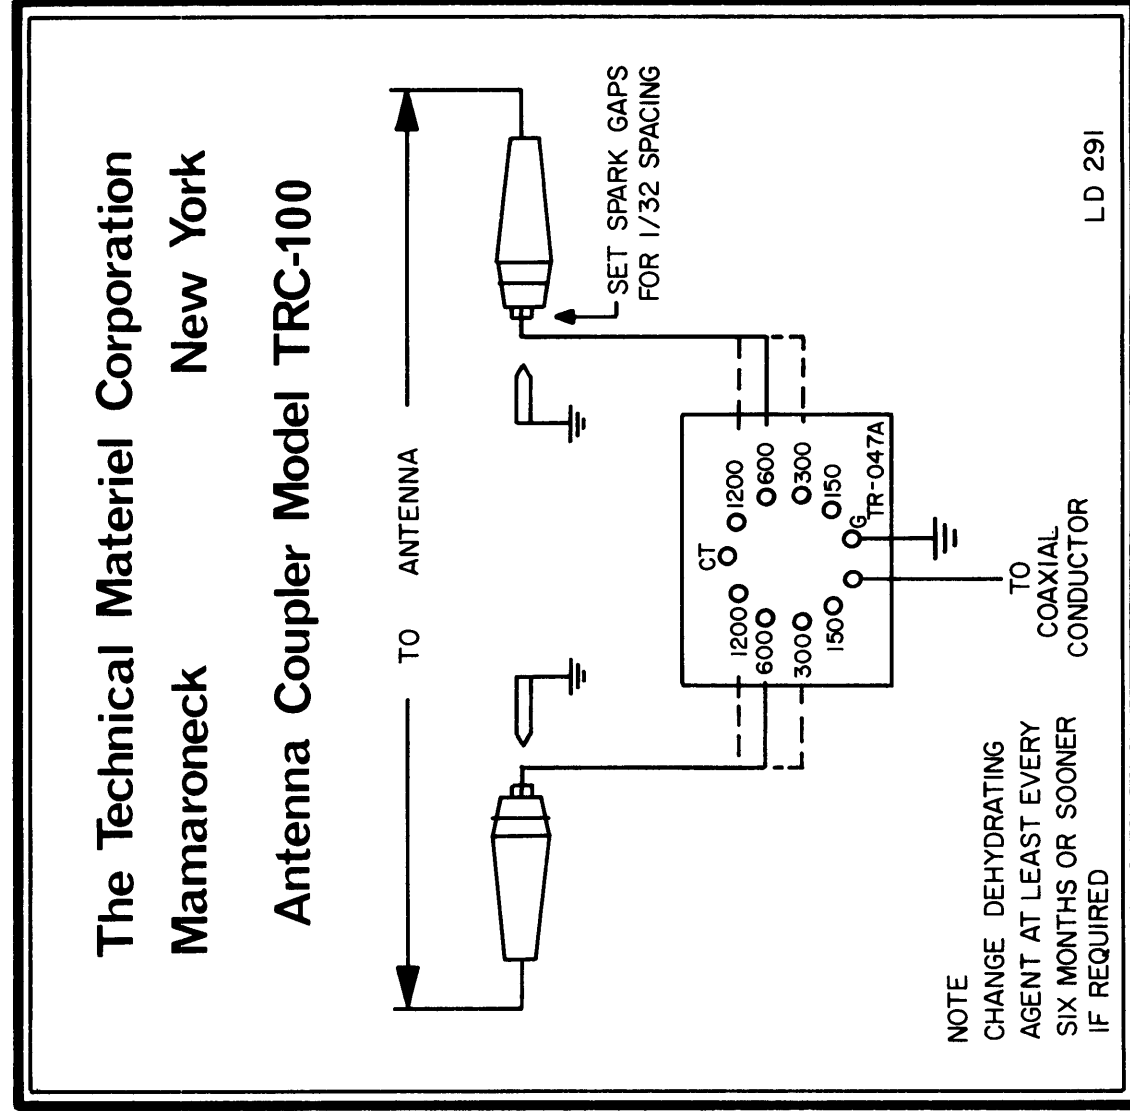 The Technical Materiel Corporation
Mamaroneck New York
Antenna Coupler Model TRC-100
TO ANTENNA
SET SPARK GAPS
FOR 1/32 SPACING
CT
1200 1200
600 600
300 300
150 150
G
TR-047A
TO
COAXIAL
CONDUCTOR
NOTE
CHANGE DEHYDRATING
AGENT AT LEAST EVERY
SIX MONTHS OR SOONER
IF REQUIRED
LD 291